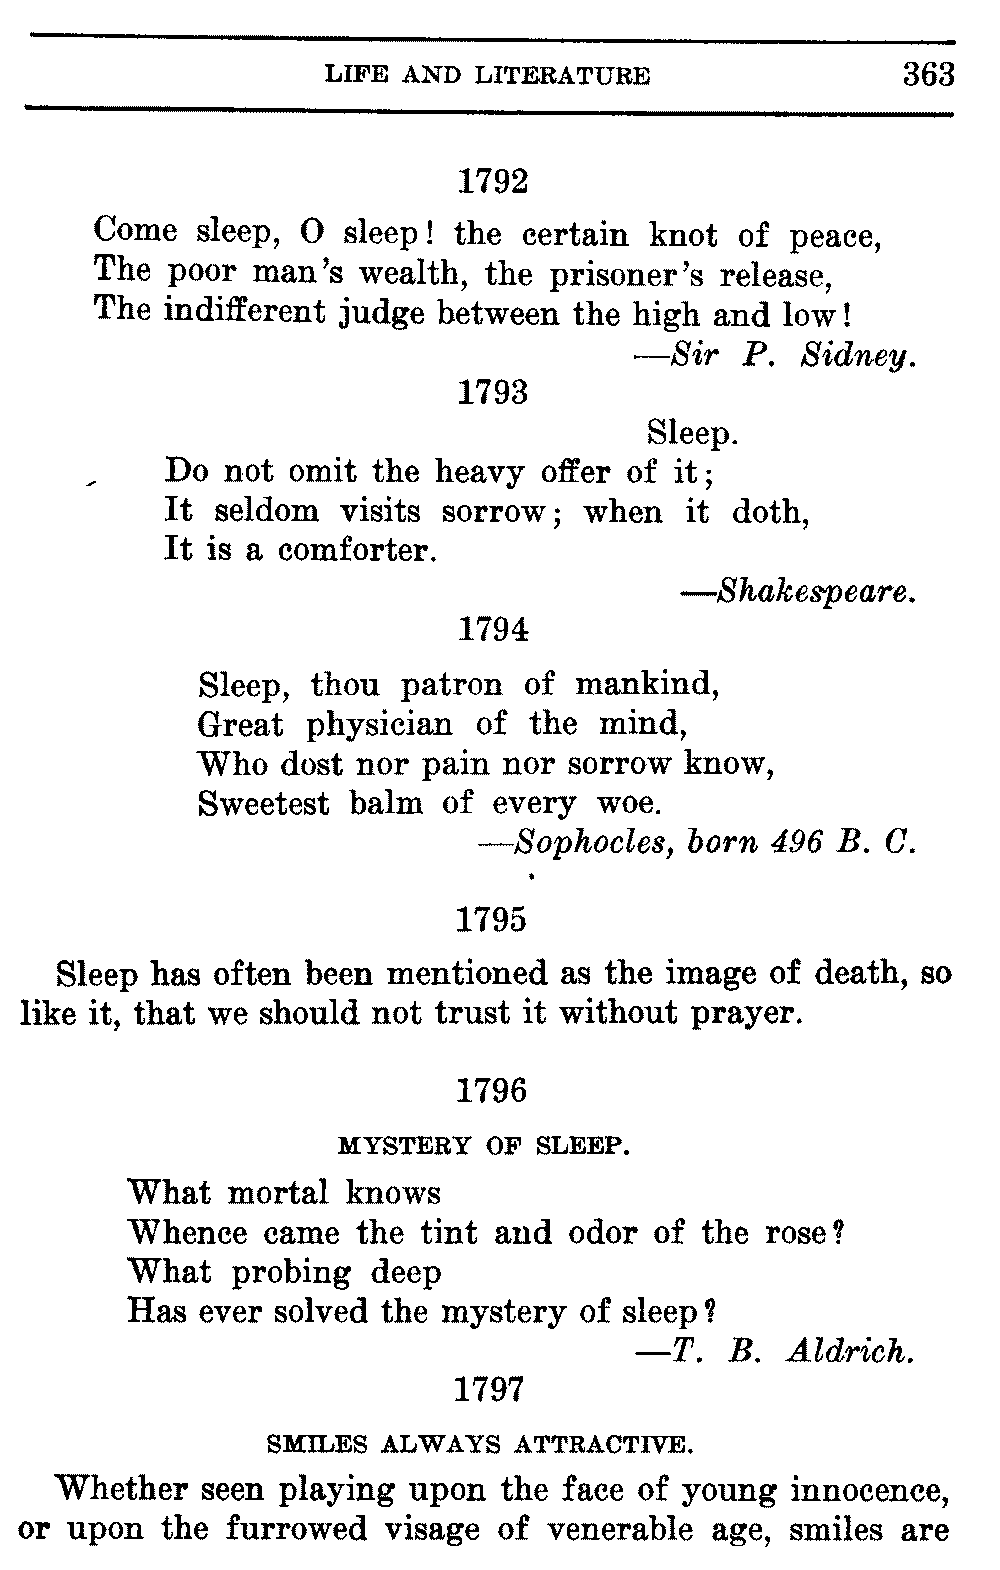 LIFE AND LITERATURE 363
1792
Come sleep, O sleep! the certain knot of peace,
The poor man's wealth, the prisoner's release,
The indifferent judge between the high and low!
—Sir P. Sidney.
1793
Sleep.
Do not omit the heavy offer of it;
It seldom visits sorrow; when it doth,
It is a comforter.
—Shakespeare.
1794
Sleep, thou patron of mankind,
Great physician of the mind,
Who dost nor pain nor sorrow know,
Sweetest balm of every woe.
—Sophocles, born 496 B. C.
1795
Sleep has often been mentioned as the image of death, so
like it, that we should not trust it without prayer.
1796
MYSTERY OF SLEEP.
What mortal knows
Whence came the tint and odor of the rose?
What probing deep
Has ever solved the mystery of sleep?
—T. B. Aldrich.
1797
SMILES ALWAYS ATTRACTIVE.
Whether seen playing upon the face of young innocence,
or upon the furrowed visage of venerable age, smiles are